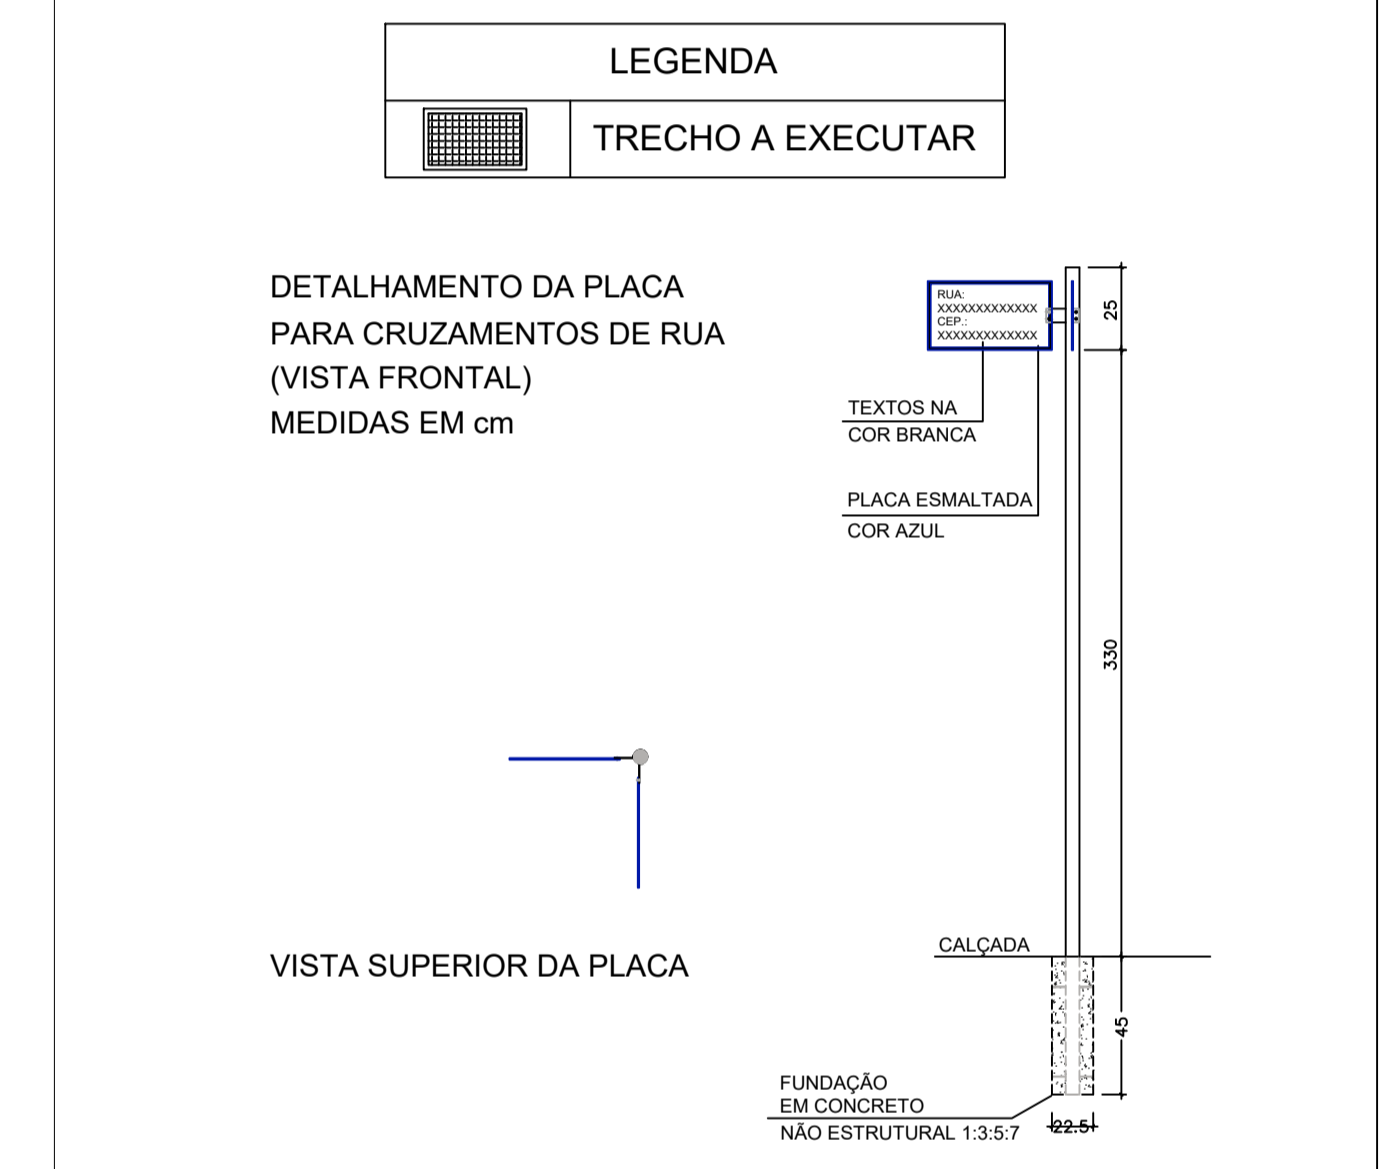 LEGENDA
TRECHO A EXECUTAR
DETALHAMENTO DA PLACA
PARA CRUZAMENTOS DE RUA
(VISTA FRONTAL)
MEDIDAS EM cm
RUA:
XXXXXXXXXXXXX
CEP.:
XXXXXXXXXXXXX
25
TEXTOS NA
COR BRANCA
PLACA ESMALTADA
COR AZUL
330
CALÇADA
VISTA SUPERIOR DA PLACA
45
FUNDAÇÃO
EM CONCRETO
NÃO ESTRUTURAL 1:3:5:7
22.5